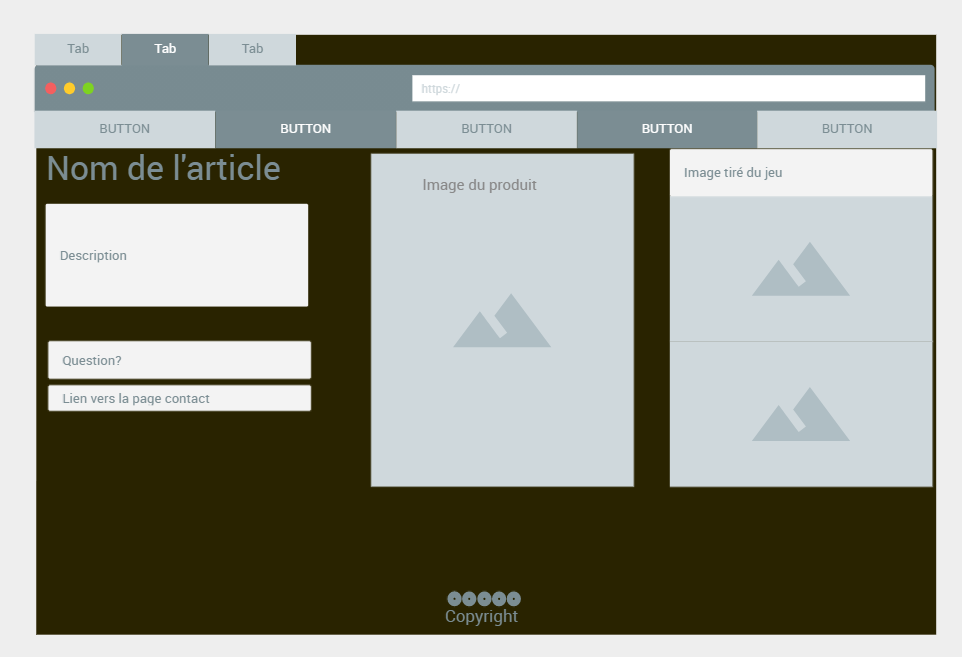 Tab
Tab
Tab
https://
BUTTON
BUTTON
BUTTON
BUTTON
BUTTON
Nom de l'article
Description
Question?
Lien vers la page contact
Image du produit
Image tiré du jeu
Copyright